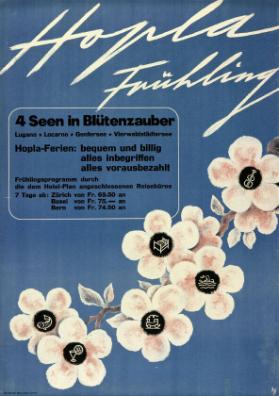 Hopla
Frühling
4 Seen in Blütenzauber
Lugano • Locarno • Genfersee • Vierwaldstättersee
Hopla-Ferien: bequem und billig
alles inbegriffen
alles vorausbezahlt
Frühlingsprogramm durch
die dem Hotel-Plan angeschlossenen Reisebüros
7 Tage ab: Zürich von Fr. 69.50 an
Basel von Fr. 75.— an
Bern von Fr. 74.50 an